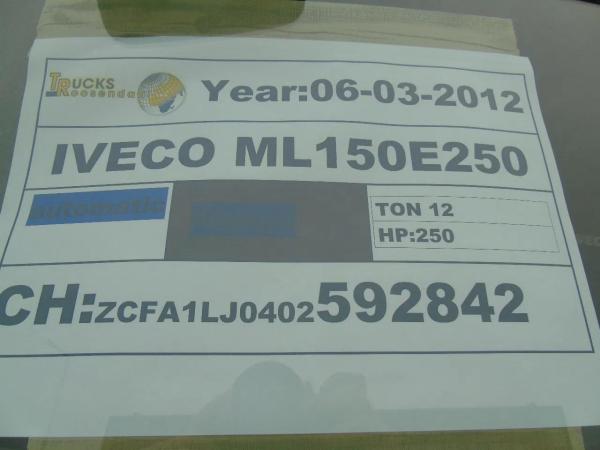 TRUCKS
Roosendaal
Year:06-03-2012
IVECO ML150E250
automatic
TON 12
HP:250
CH:ZCFA1LJ0402592842